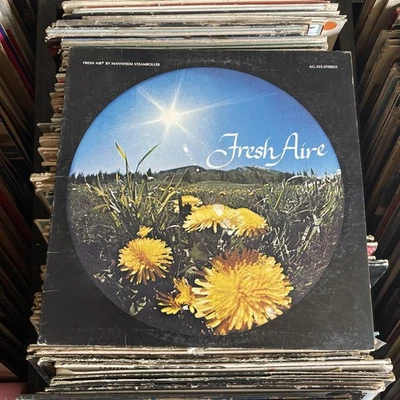 FRESH AIRE BY MANNHEIM STEAMROLLER
AG-355 STEREO
Fresh Aire